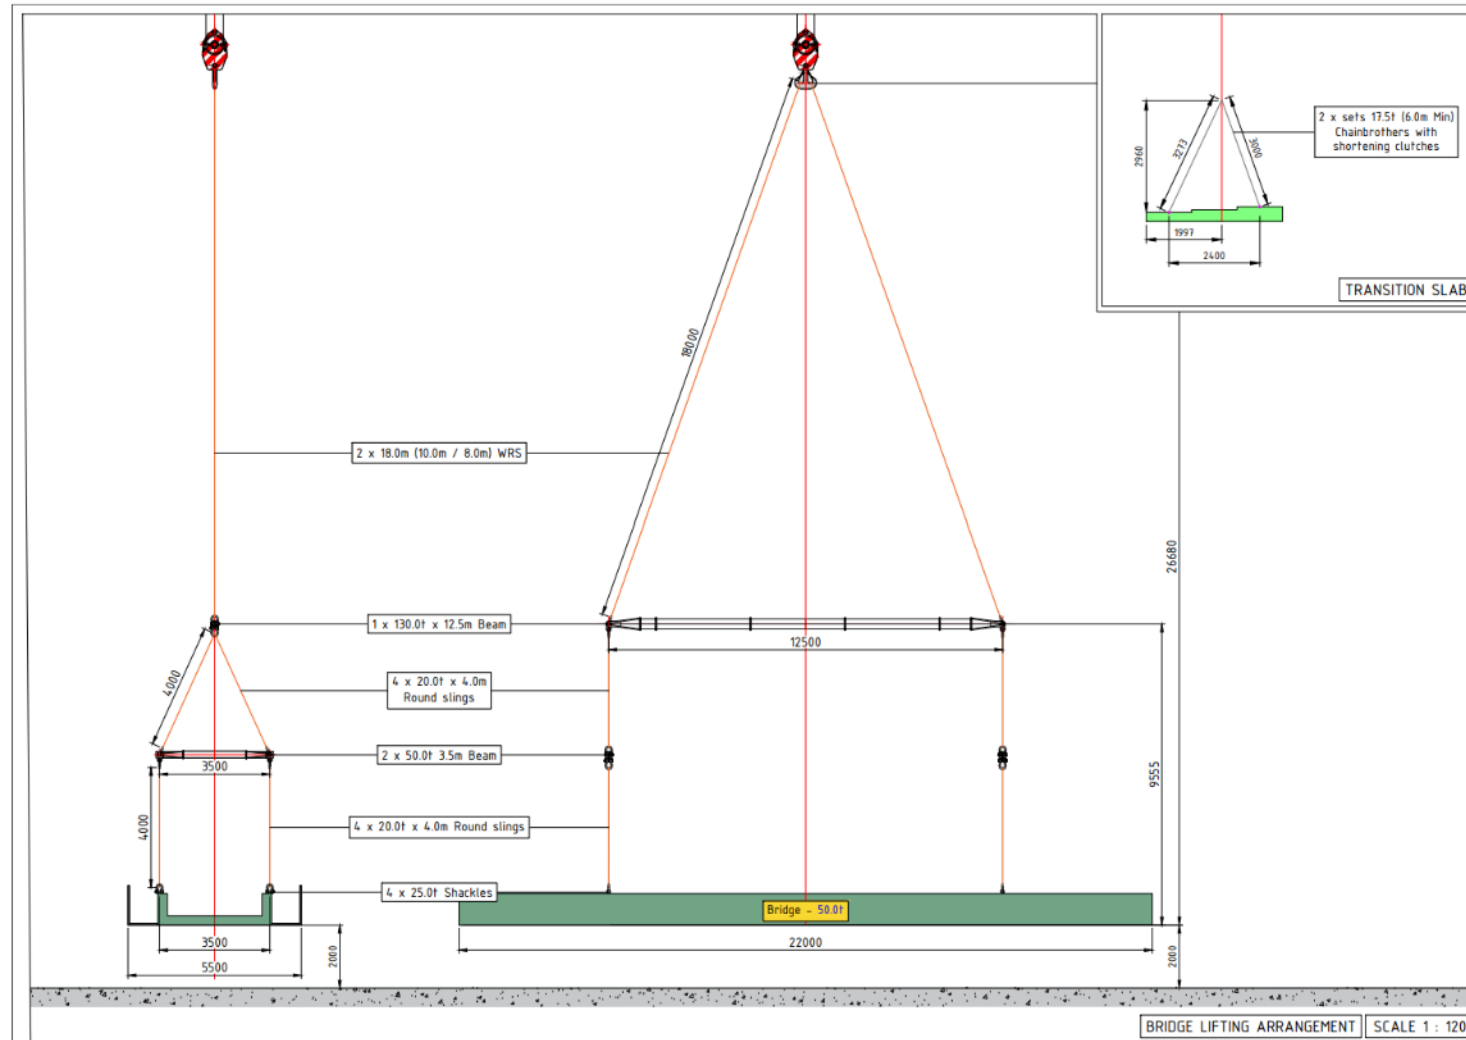 2 x sets 17.5t (6.0m Min)
Chainbrothers with
shortening clutches
2960
3273
3000
1997
2400
TRANSITION SLAB
18000
2 x 18.0m (10.0m / 8.0m) WRS
26680
1 x 130.0t x 12.5m Beam
12500
4000
4 x 20.0t x 4.0m
Round slings
2 x 50.0t 3.5m Beam
3500
9555
4000
4 x 20.0t x 4.0m Round slings
4 x 25.0t Shackles
Bridge - 50.0t
3500
22000
5500
2000
2000
BRIDGE LIFTING ARRANGEMENT
SCALE 1 : 120